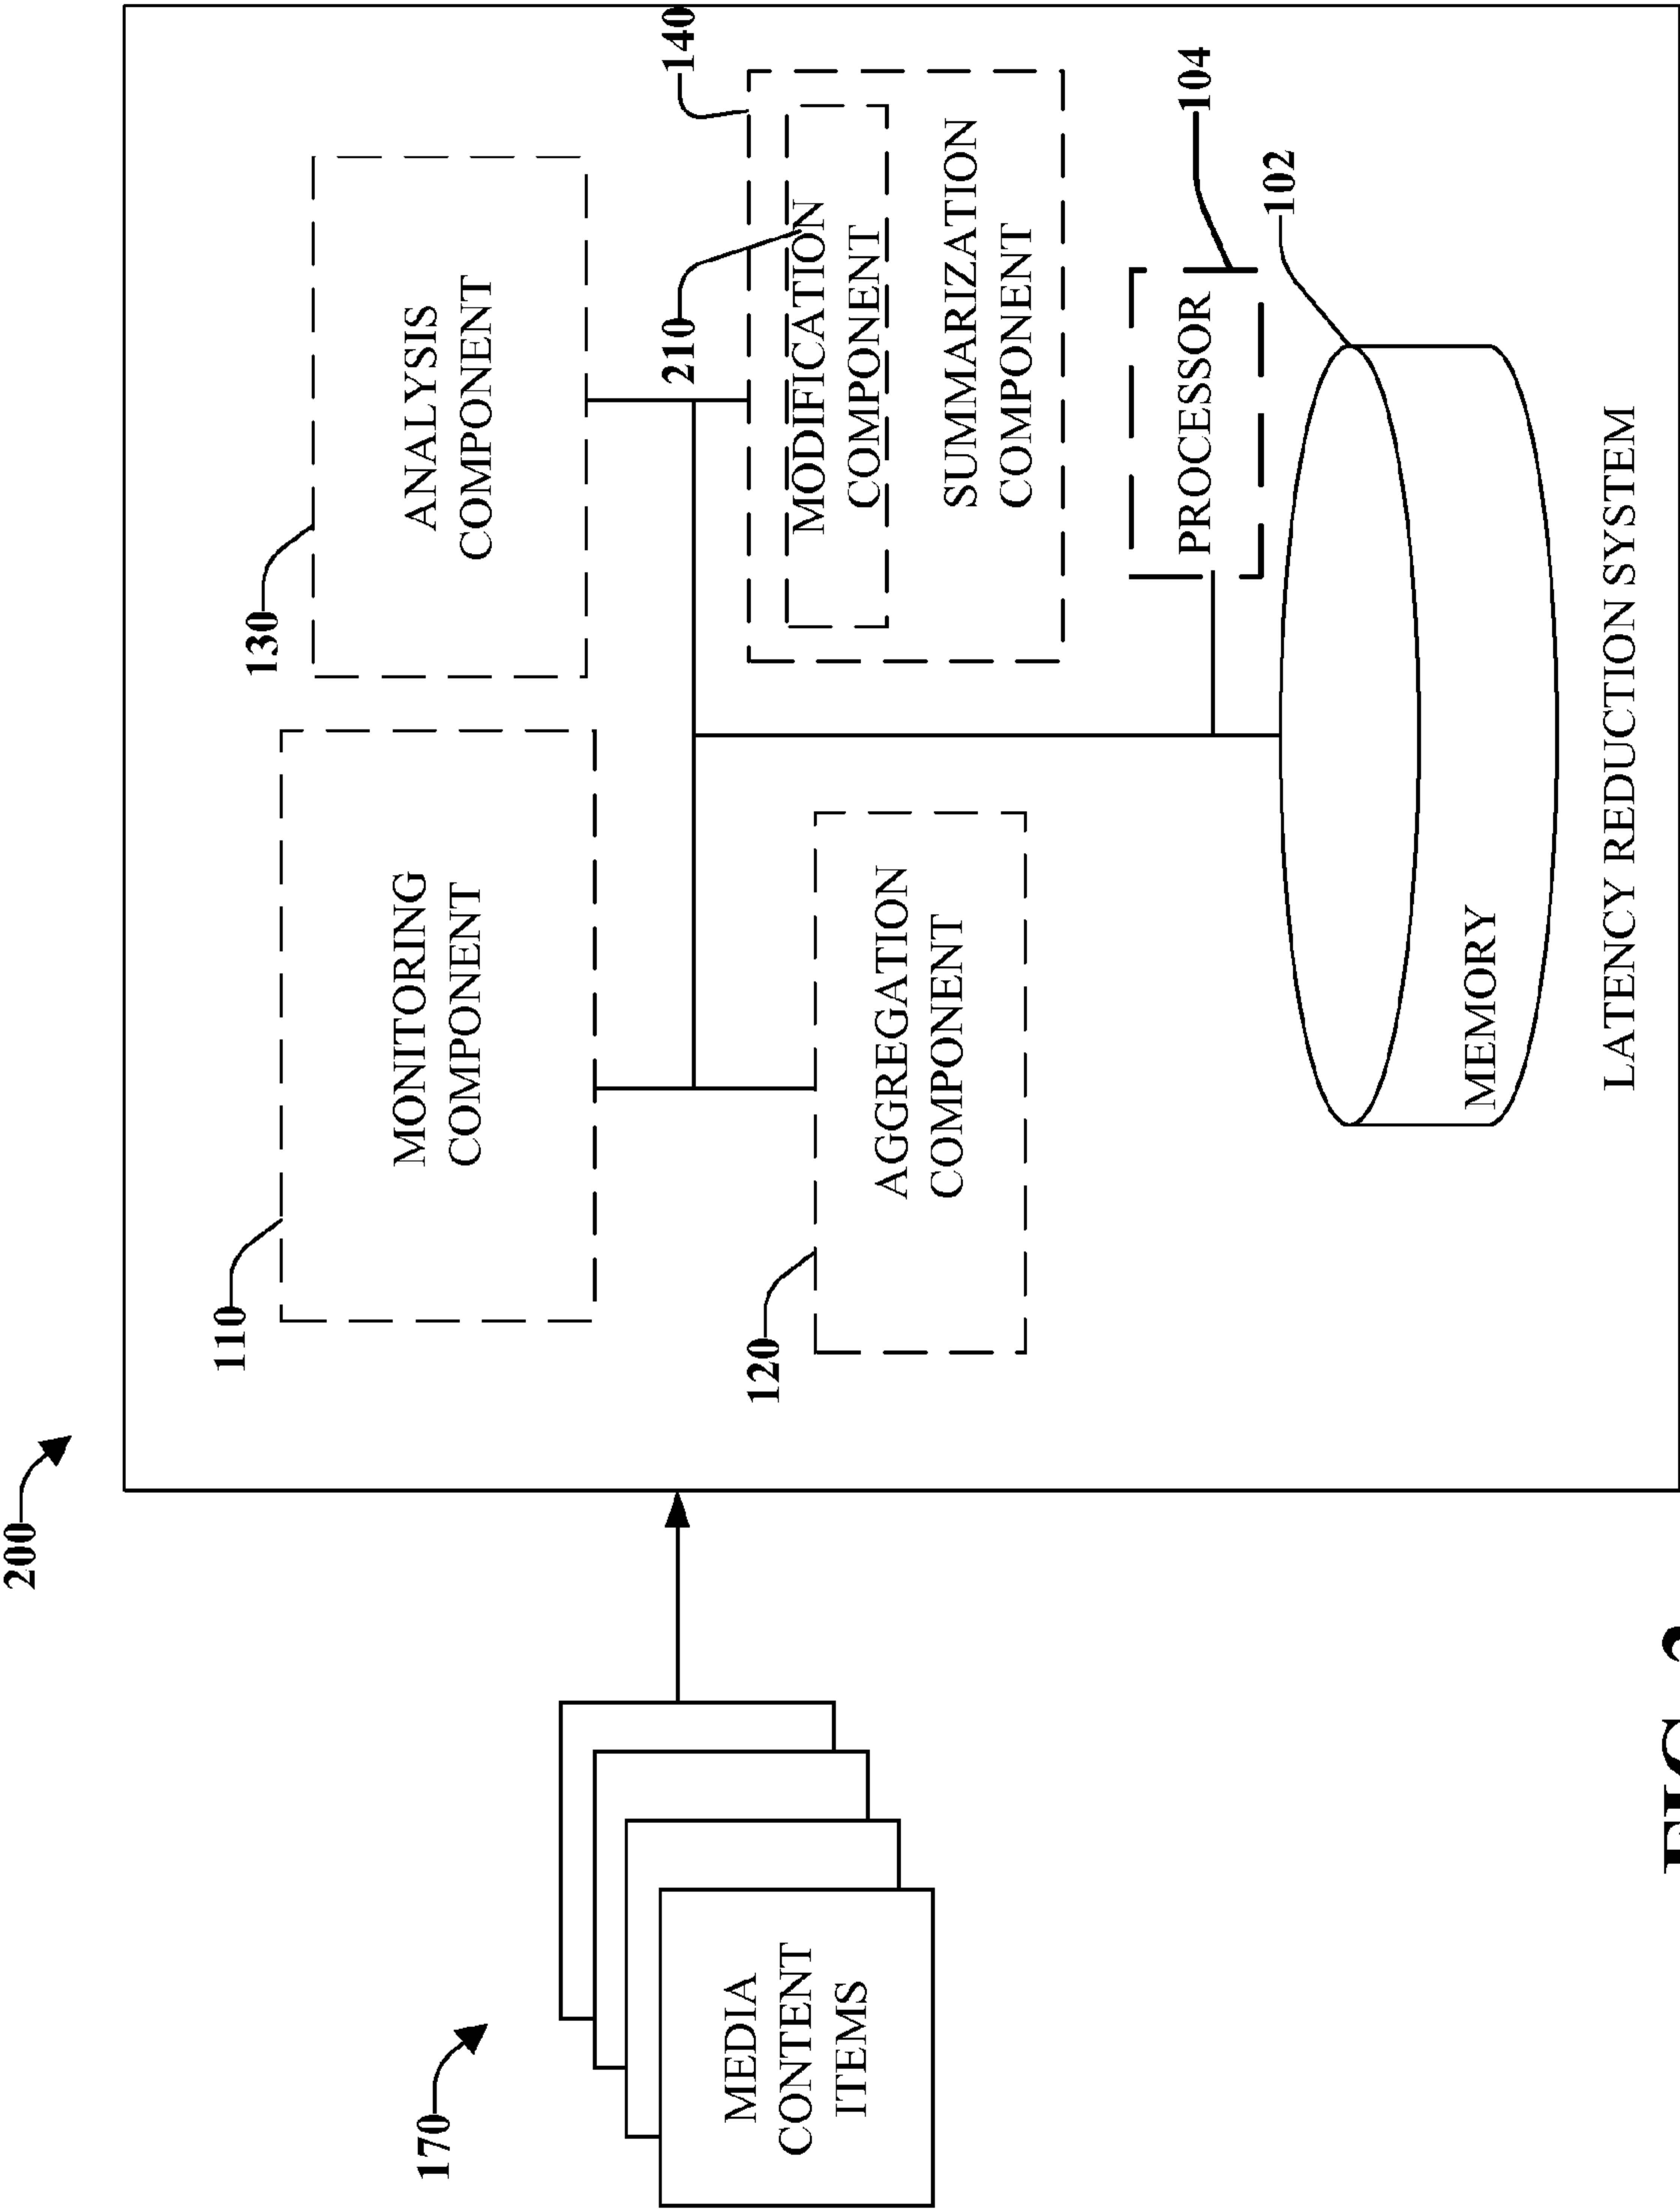 200
170
MEDIA
CONTENT
ITEMS
110
MONITORING
COMPONENT
130
ANALYSIS
COMPONENT
120
AGGREGATION
COMPONENT
210
140
MODIFICATION
COMPONENT
SUMMARIZATION
COMPONENT
104
PROCESSOR
102
MEMORY
LATENCY REDUCTION SYSTEM